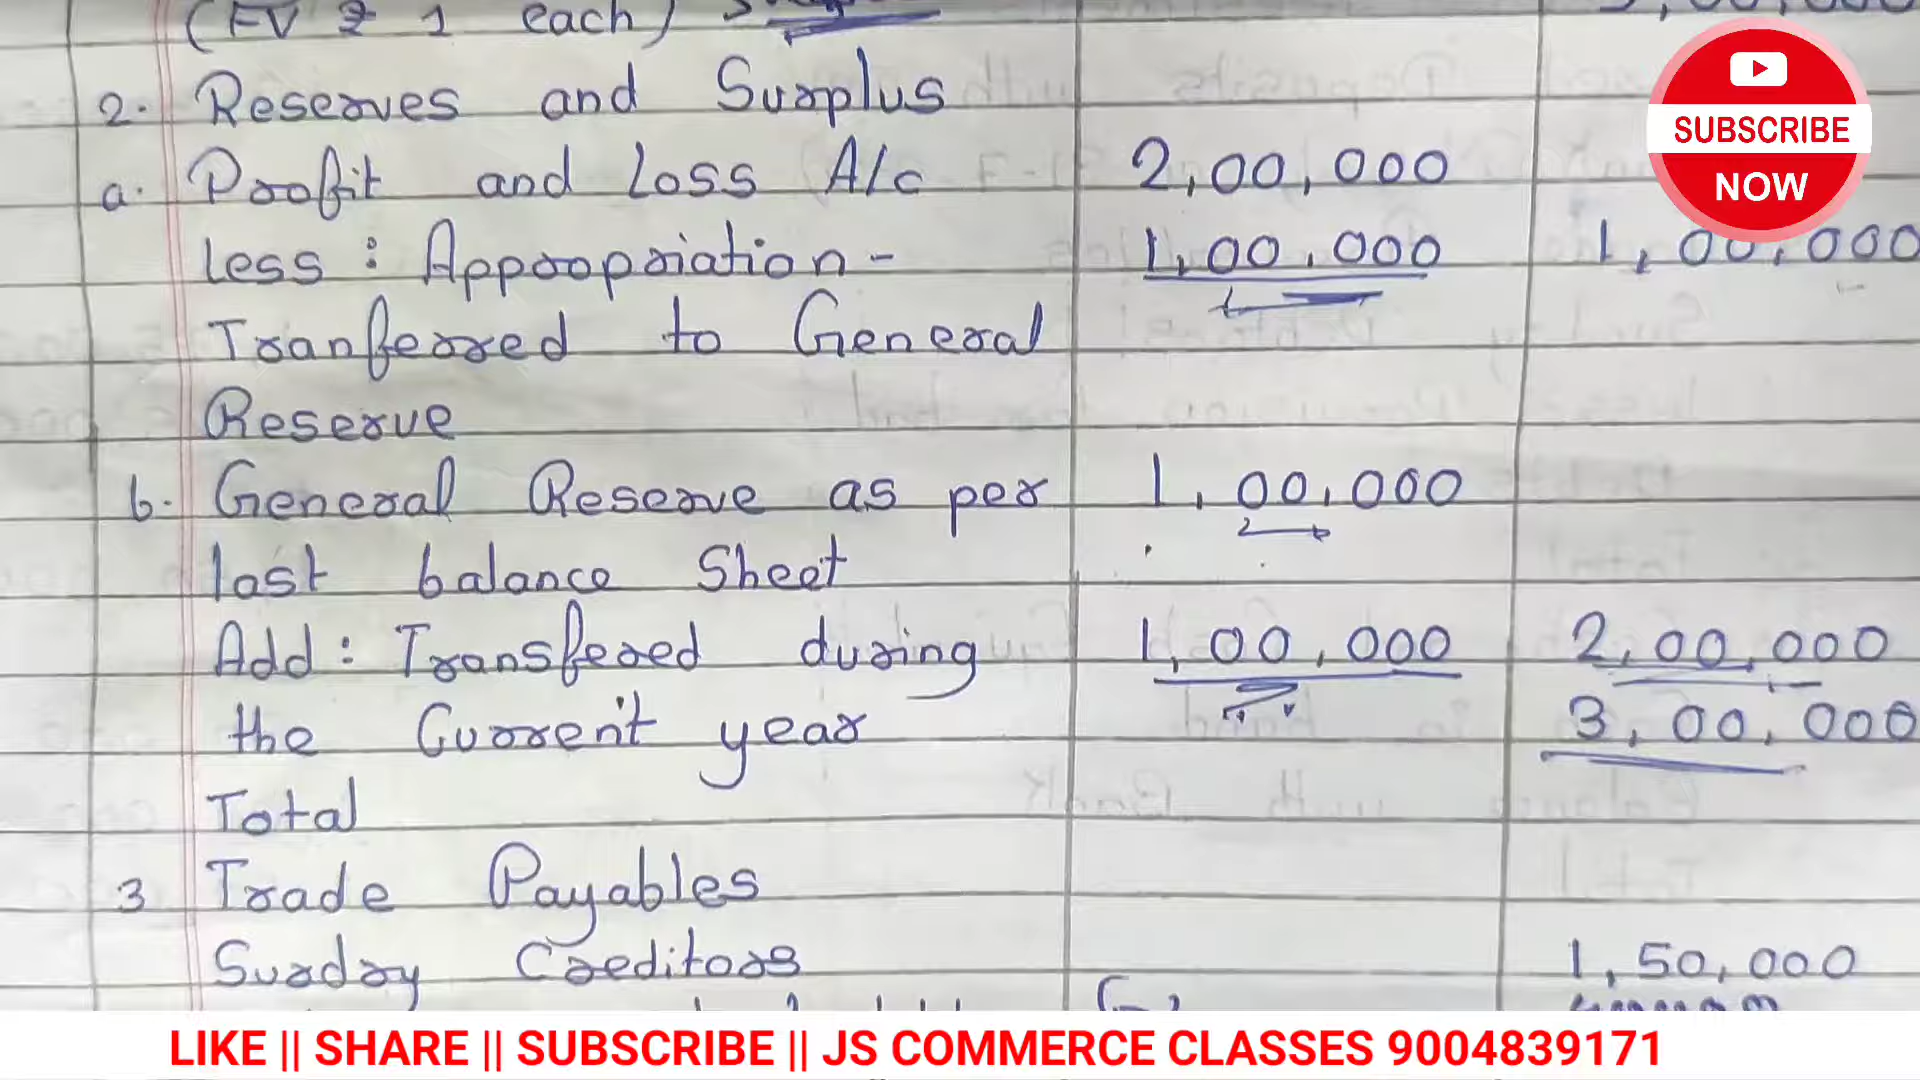 (FV ₹ 1 each)
2. Reserves and Surplus
a. Profit and Loss A/c 2,00,000
Less : Appropriation - 1,00,000 1,00,000
Tranferred to General
Reserve
b. General Reserve as per 1,00,000
last balance Sheet
Add : Transfered during 1,00,000 2,00,000
the Current year 3,00,000
Total
3 Trade Payables
Sundry Creditors 1,50,000
SUBSCRIBE
NOW
LIKE || SHARE || SUBSCRIBE || JS COMMERCE CLASSES 9004839171